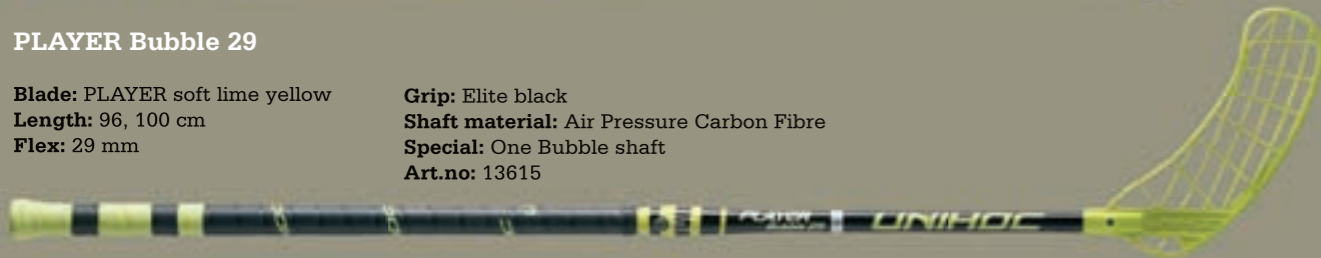 PLAYER Bubble 29
Blade: PLAYER soft lime yellow
Length: 96, 100 cm
Flex: 29 mm
Grip: Elite black
Shaft material: Air Pressure Carbon Fibre
Special: One Bubble shaft
Art.no: 13615
PLAYER
UNIHOC